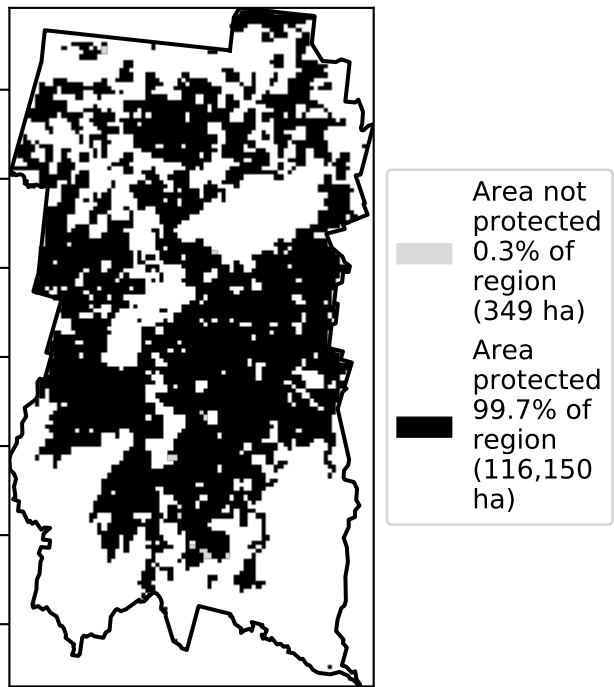 Area not
protected
0.3% of
region
(349 ha)
Area
protected
99.7% of
region
(116,150
ha)